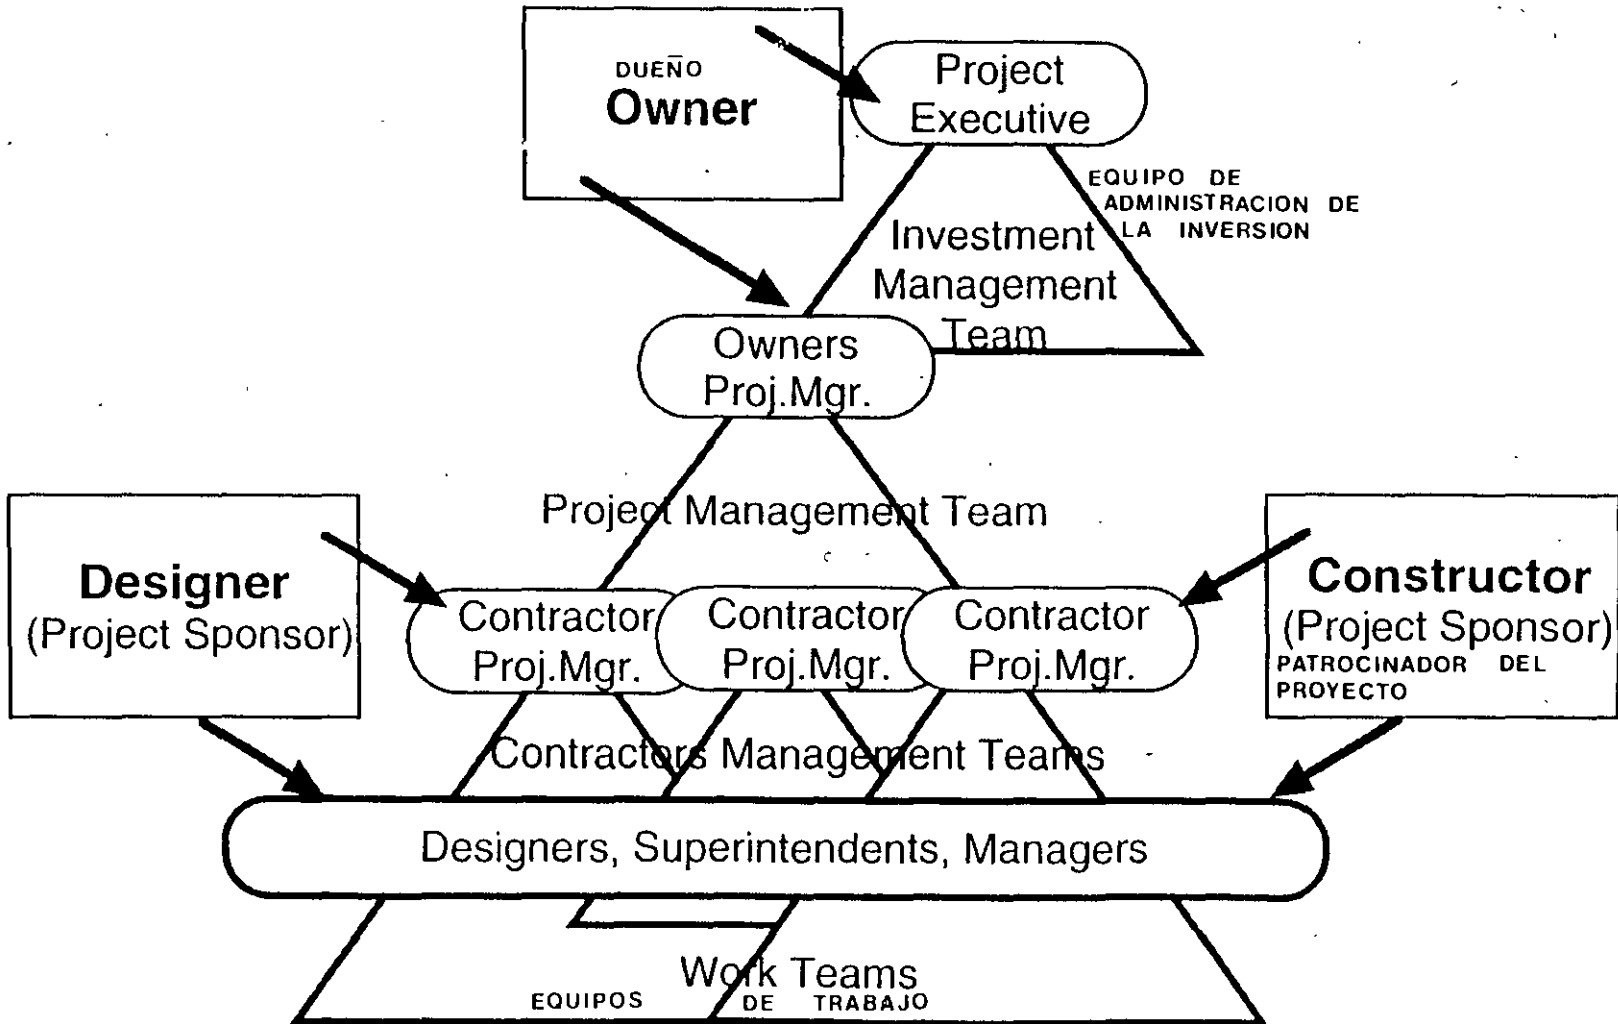 DUEÑO
Owner
Project
Executive
EQUIPO DE
ADMINISTRACION DE
LA INVERSION
Investment
Management
Team
Owners
Proj.Mgr.
Project Management Team
Designer
(Project Sponsor)
Contractor
Proj.Mgr.
Contractor
Proj.Mgr.
Contractor
Proj.Mgr.
Constructor
(Project Sponsor)
PATROCINADOR DEL
PROYECTO
Contractors Management Teams
Designers, Superintendents, Managers
Work Teams
EQUIPOS DE TRABAJO